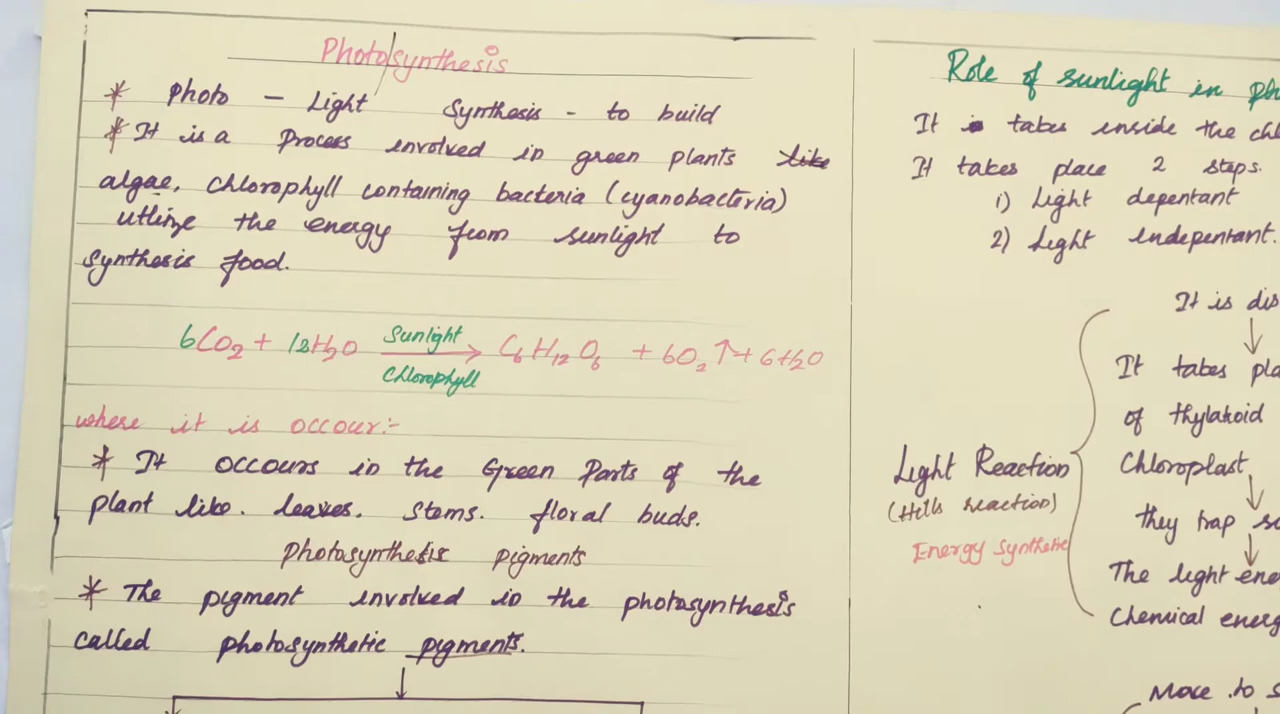 Photo/synthesis
* Photo - Light Synthesis - to build
* It is a Process involved in green plants like
algae, chlorophyll containing bacteria (cyanobacteria)
utlize the energy from sunlight to
synthesis food.
6CO2 + 12H2O Sunlight → Chlorophyll C6H12O6 + 6O2↑ + 6H2O
where it is occour:-
* It occours in the Green Parts of the
plant like. leaves. stems. floral buds.
Photosynthesis pigments
* The pigment involved in the photosynthesis
called photosynthetic pigments.
Role of sunlight in
It is takes inside the
It takes place 2 steps.
1) Light depentant
2) Light indepentant.
It is
↓
It takes
of thylakoid
Chloroplast
↓
they trap
↓
The light
Chemical
Light Reaction
(Hills reaction)
Energy Synthetic
Move to